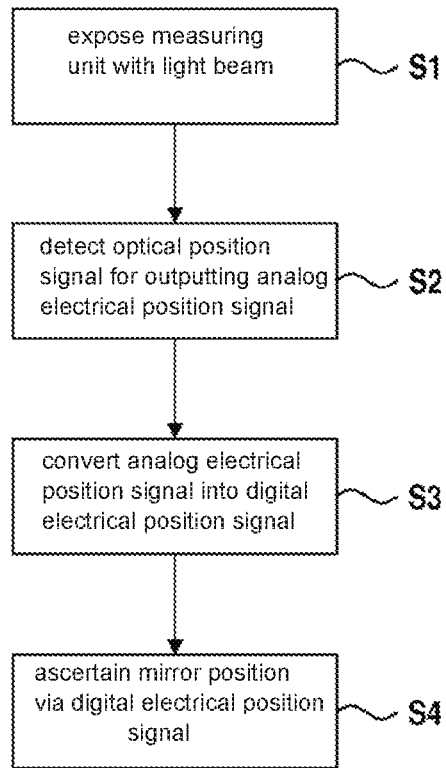 expose measuring
unit with light beam
S1
detect optical position
signal for outputting analog
electrical position signal
S2
convert analog electrical
position signal into digital
electrical position signal
S3
ascertain mirror position
via digital electrical position
signal
S4